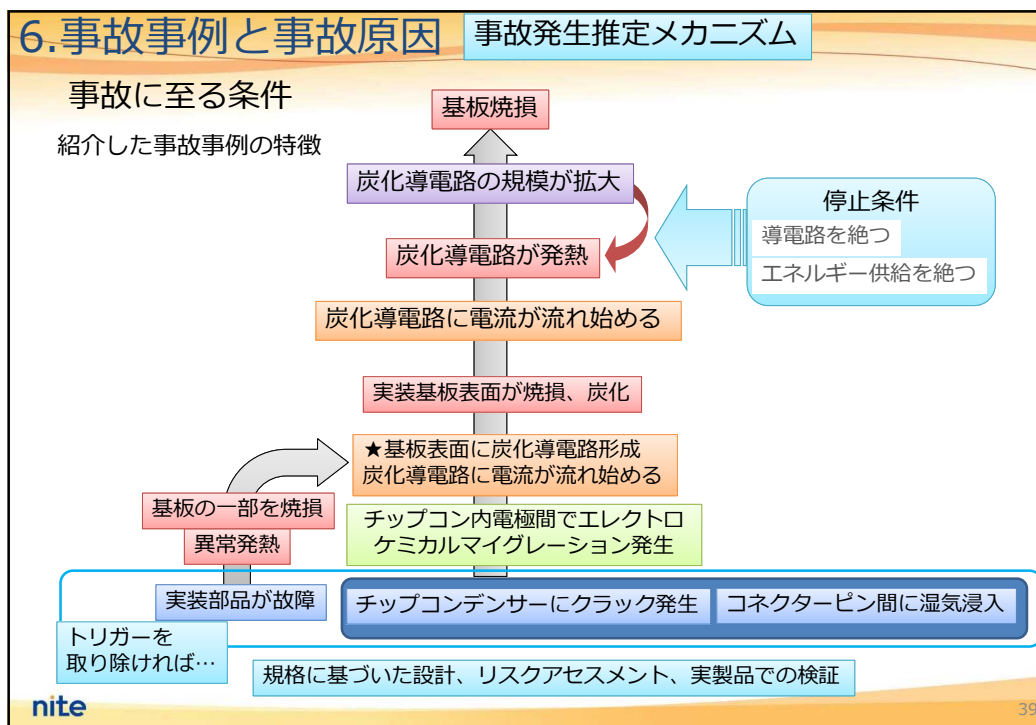 6.事故事例と事故原因
事故発生推定メカニズム
事故に至る条件
紹介した事故事例の特徴
基板焼損
炭化導電路の規模が拡大
停止条件
導電路を絶つ
エネルギー供給を絶つ
炭化導電路が発熱
炭化導電路に電流が流れ始める
実装基板表面が焼損、炭化
★基板表面に炭化導電路形成
炭化導電路に電流が流れ始める
基板の一部を焼損
異常発熱
チップコン内電極間でエレクトロ
ケミカルマイグレーション発生
実装部品が故障
チップコンデンサーにクラック発生
コネクターピン間に湿気浸入
トリガーを
取り除ければ…
規格に基づいた設計、リスクアセスメント、実製品での検証
nite
39